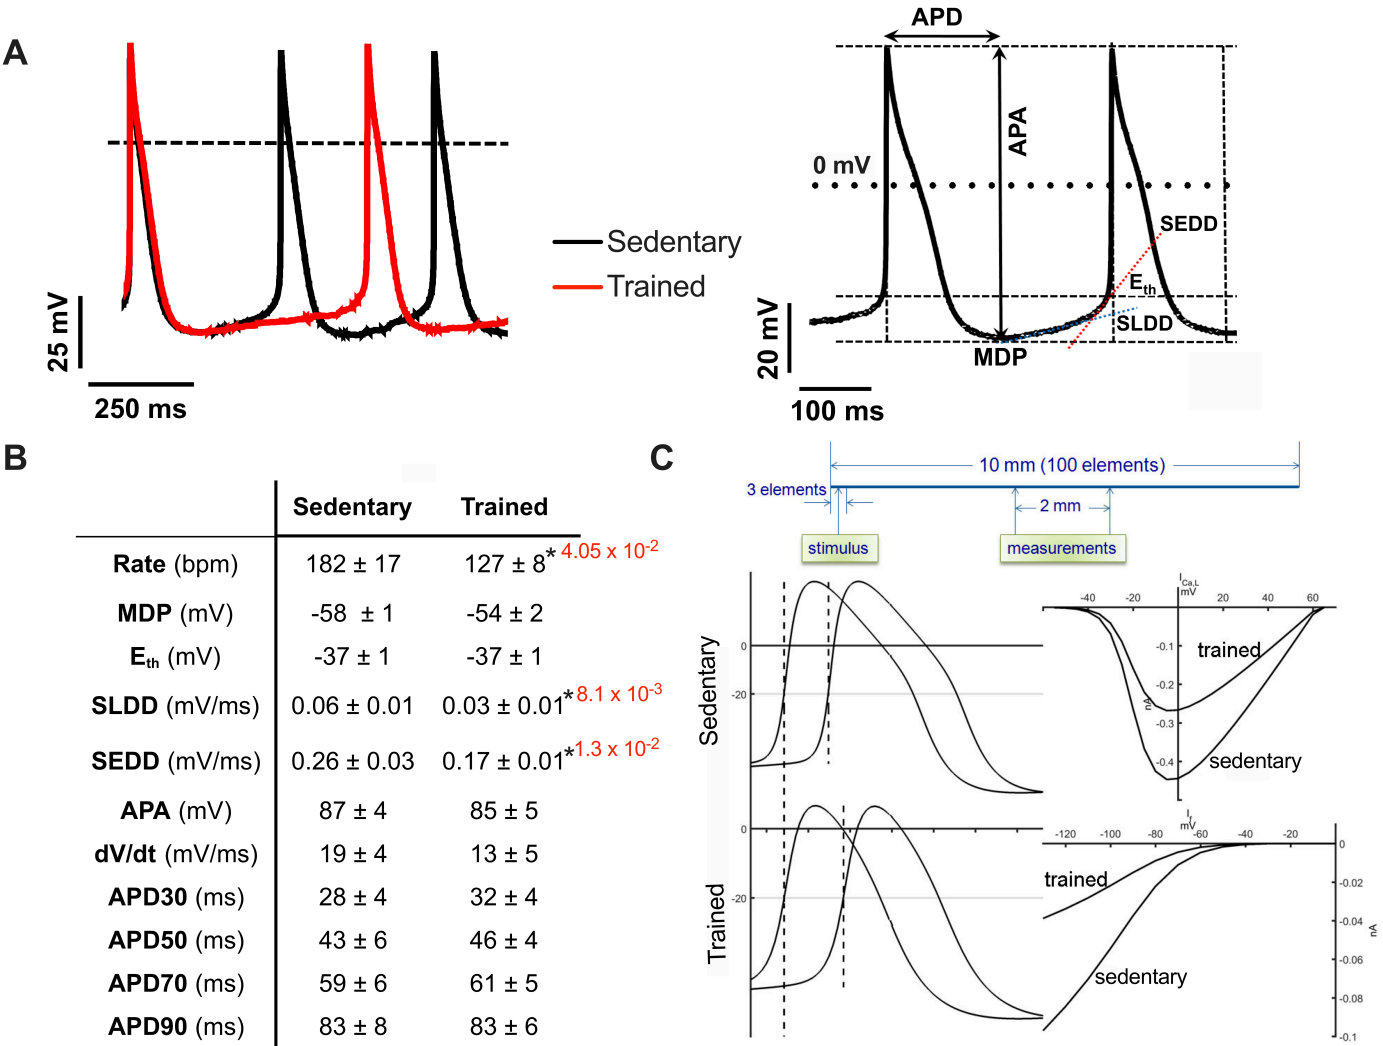 A
Sedentary
Trained
25 mV
250 ms
APD
APA
0 mV
SEDD
Eth
SLDD
MDP
20 mV
100 ms
B
Sedentary Trained
Rate (bpm) 182 ± 17 127 ± 8* 4.05 x 10-2
MDP (mV) -58 ± 1 -54 ± 2
Eth (mV) -37 ± 1 -37 ± 1
SLDD (mV/ms) 0.06 ± 0.01 0.03 ± 0.01* 8.1 x 10-3
SEDD (mV/ms) 0.26 ± 0.03 0.17 ± 0.01* 1.3 x 10-2
APA (mV) 87 ± 4 85 ± 5
dV/dt (mV/ms) 19 ± 4 13 ± 5
APD30 (ms) 28 ± 4 32 ± 4
APD50 (ms) 43 ± 6 46 ± 4
APD70 (ms) 59 ± 6 61 ± 5
APD90 (ms) 83 ± 8 83 ± 6
C
10 mm (100 elements)
3 elements
2 mm
stimulus
measurements
Sedentary
0
-20
ICa,L
mV
-40 -20 20 40 60
-0.1
-0.2
-0.3
-0.4
nA
trained
sedentary
Trained
0
-20
If
mV
-120 -100 -80 -60 -40 -20
0
-0.02
-0.04
-0.06
-0.08
-0.1
nA
trained
sedentary